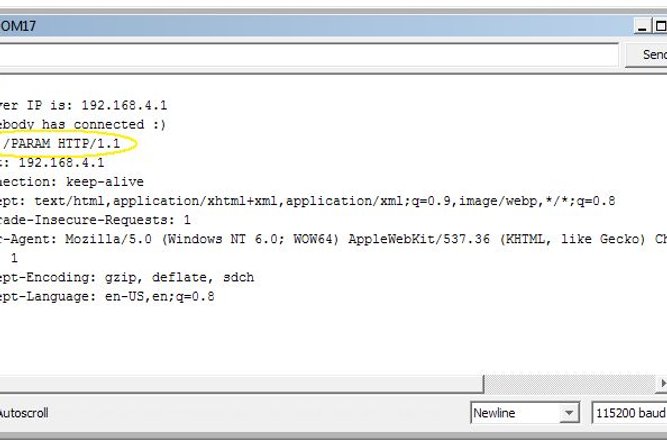 OM17
Send
ver IP is: 192.168.4.1
ebody has connected :)
/PARAM HTTP/1.1
t: 192.168.4.1
nection: keep-alive
ept: text/html,application/xhtml+xml,application/xml;q=0.9,image/webp,*/*;q=0.8
rade-Insecure-Requests: 1
r-Agent: Mozilla/5.0 (Windows NT 6.0; WOW64) AppleWebKit/537.36 (KHTML, like Gecko) Ch
1
ept-Encoding: gzip, deflate, sdch
ept-Language: en-US,en;q=0.8
Autoscroll
Newline
115200 baud